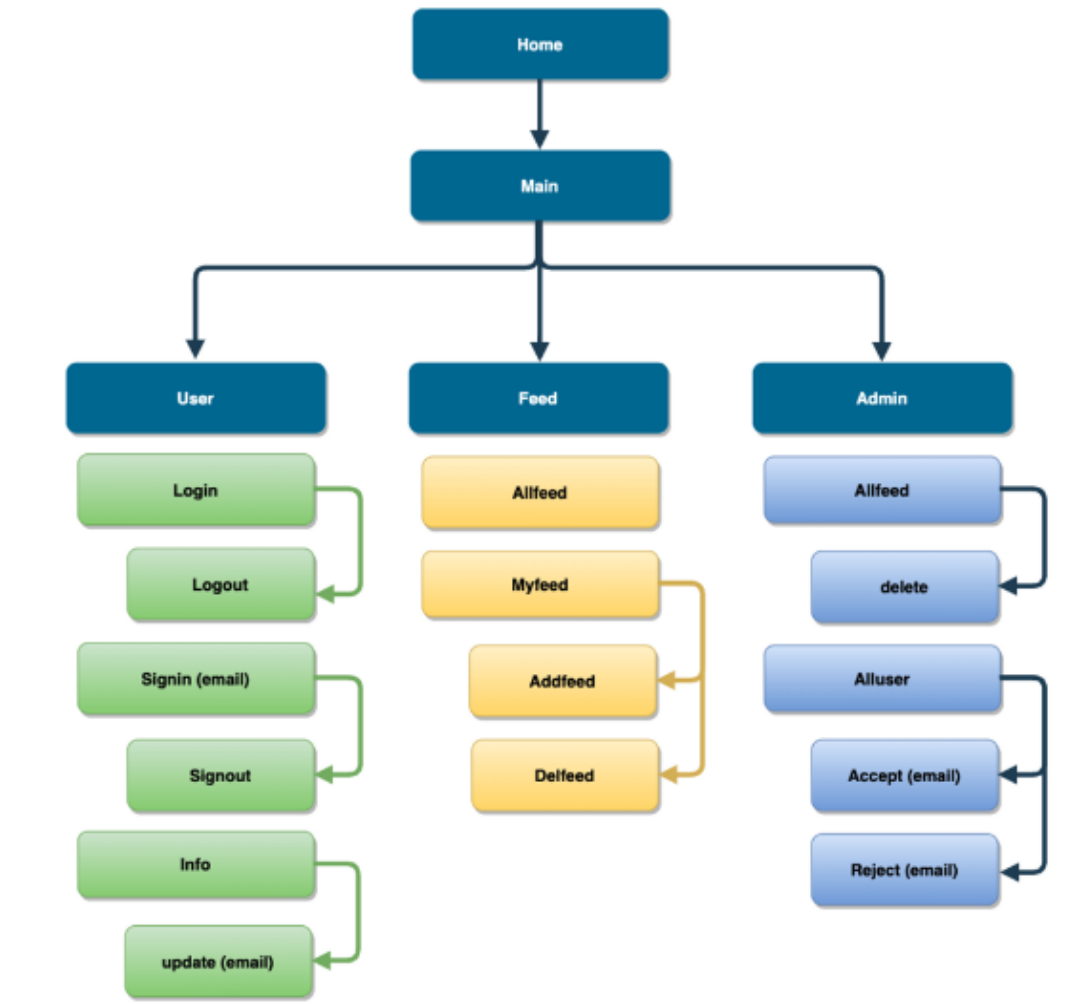 Home
Main
User
Login
Logout
Signin (email)
Signout
Info
update (email)
Feed
Allfeed
Myfeed
Addfeed
Delfeed
Admin
Allfeed
delete
Alluser
Accept (email)
Reject (email)